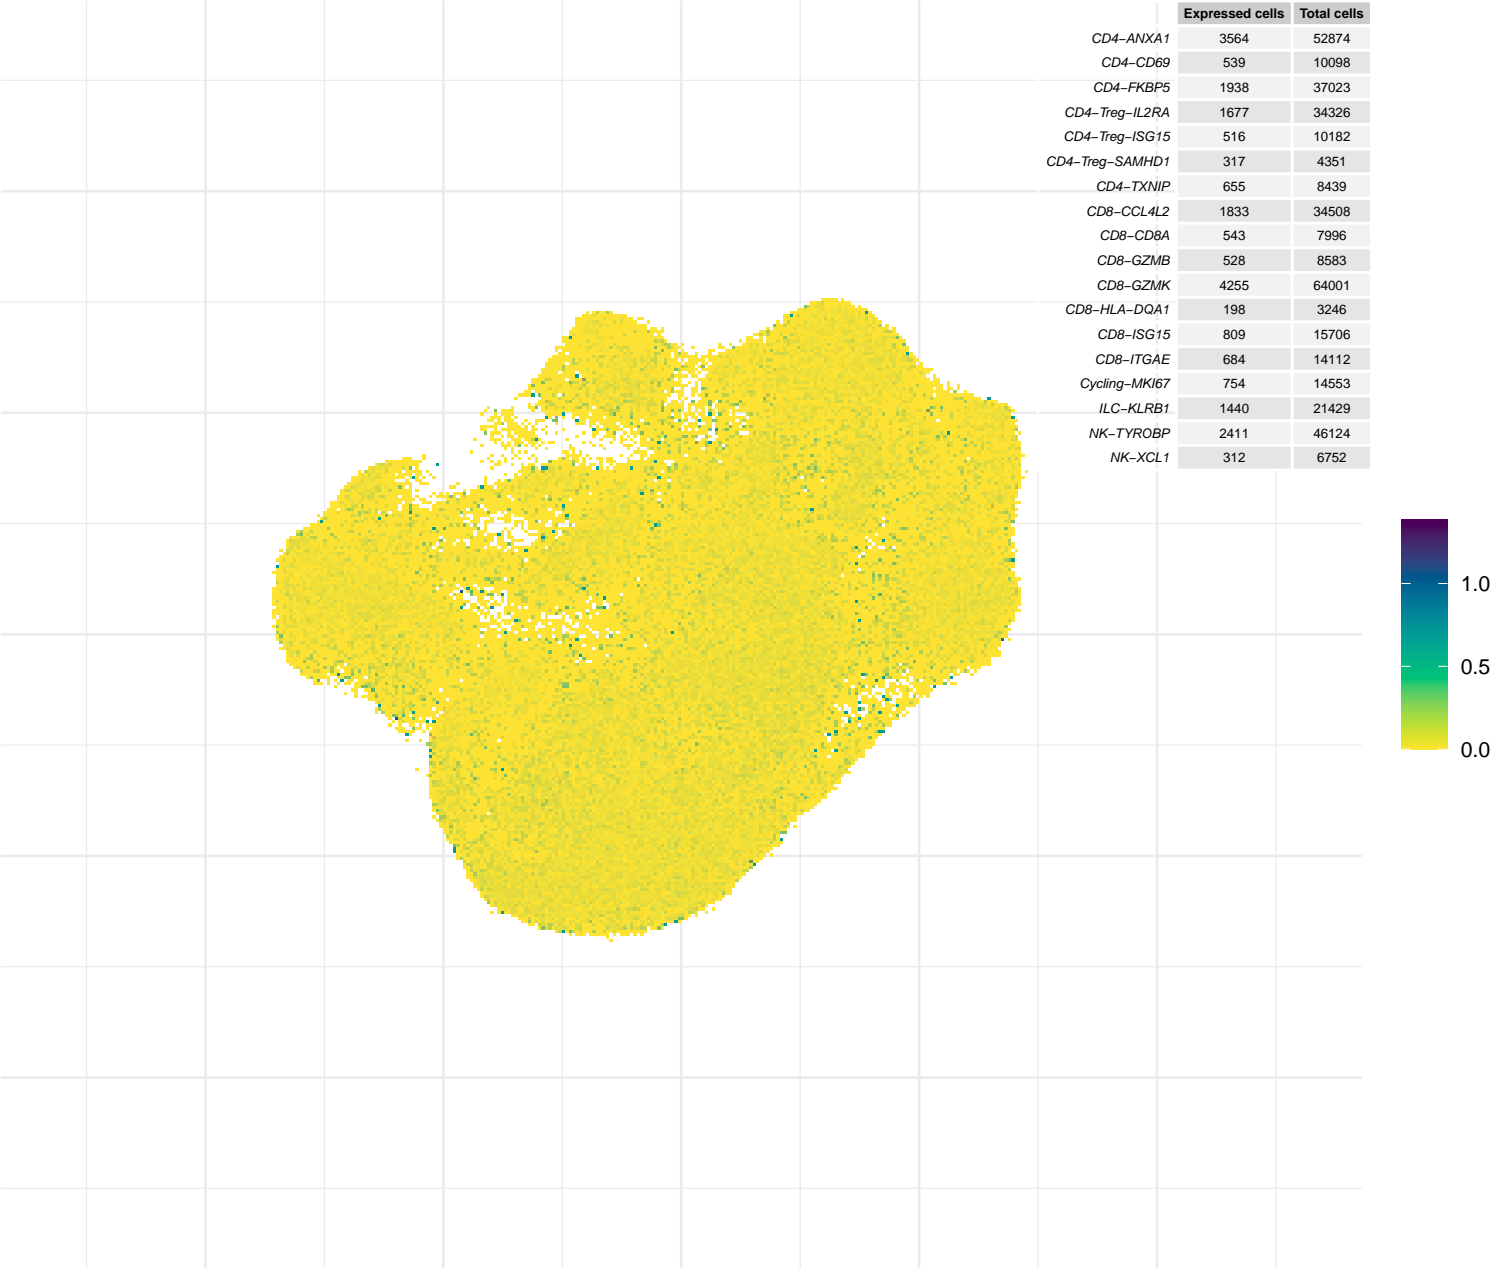 Expressed cells Total cells
CD4−ANXA1 3564 52874
CD4−CD69 539 10098
CD4−FKBP5 1938 37023
CD4−Treg−IL2RA 1677 34326
CD4−Treg−ISG15 516 10182
CD4−Treg−SAMHD1 317 4351
CD4−TXNIP 655 8439
CD8−CCL4L2 1833 34508
CD8−CD8A 543 7996
CD8−GZMB 528 8583
CD8−GZMK 4255 64001
CD8−HLA−DQA1 198 3246
CD8−ISG15 809 15706
CD8−ITGAE 684 14112
Cycling−MKI67 754 14553
ILC−KLRB1 1440 21429
NK−TYROBP 2411 46124
NK−XCL1 312 6752
1.0
0.5
0.0